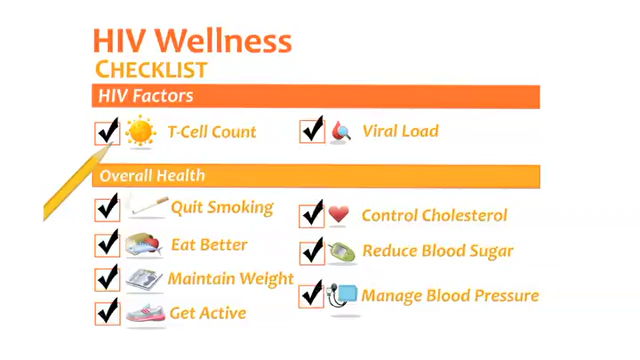 HIV Wellness
CHECKLIST
HIV Factors
T-Cell Count
Viral Load
Overall Health
Quit Smoking
Control Cholesterol
Eat Better
Reduce Blood Sugar
Maintain Weight
Manage Blood Pressure
Get Active